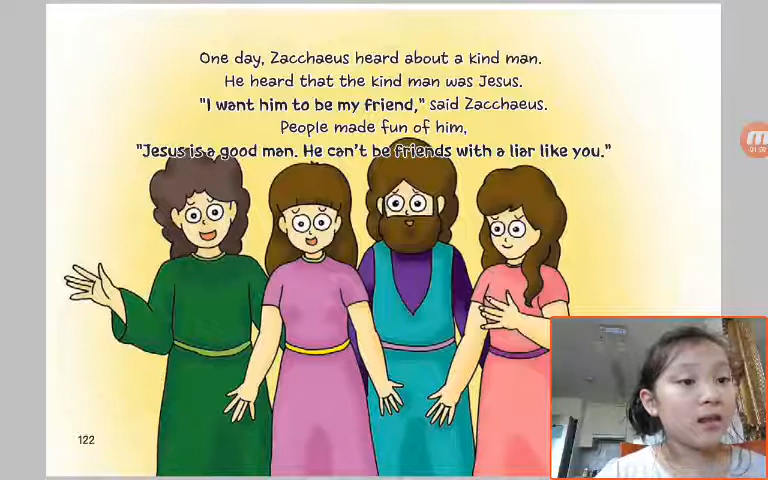 One day, Zacchaeus heard about a kind man.
He heard that the kind man was Jesus.
"I want him to be my friend," said Zacchaeus.
People made fun of him,
"Jesus is a good man. He can't be friends with a liar like you."
122